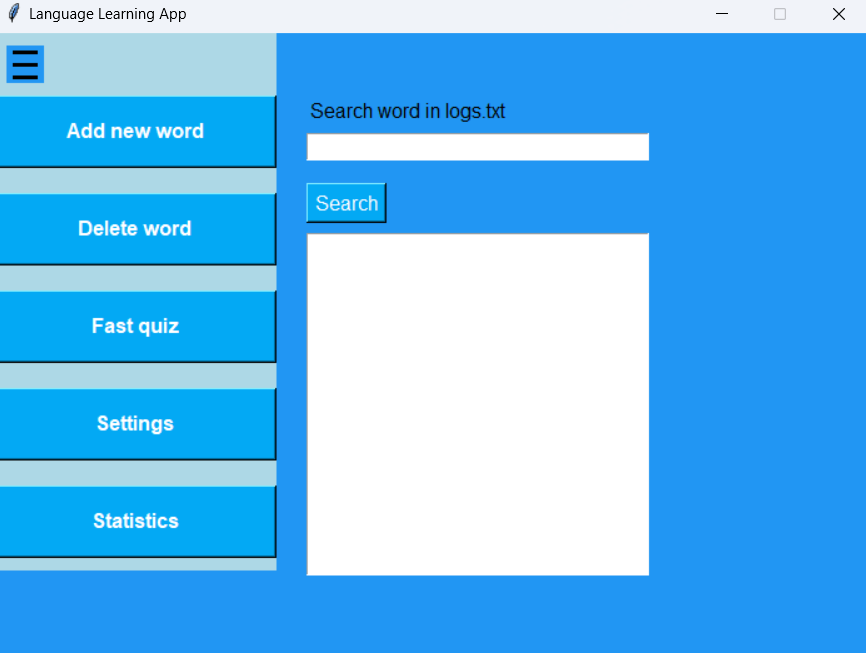 Language Learning App
Add new word
Delete word
Fast quiz
Settings
Statistics
Search word in logs.txt
Search